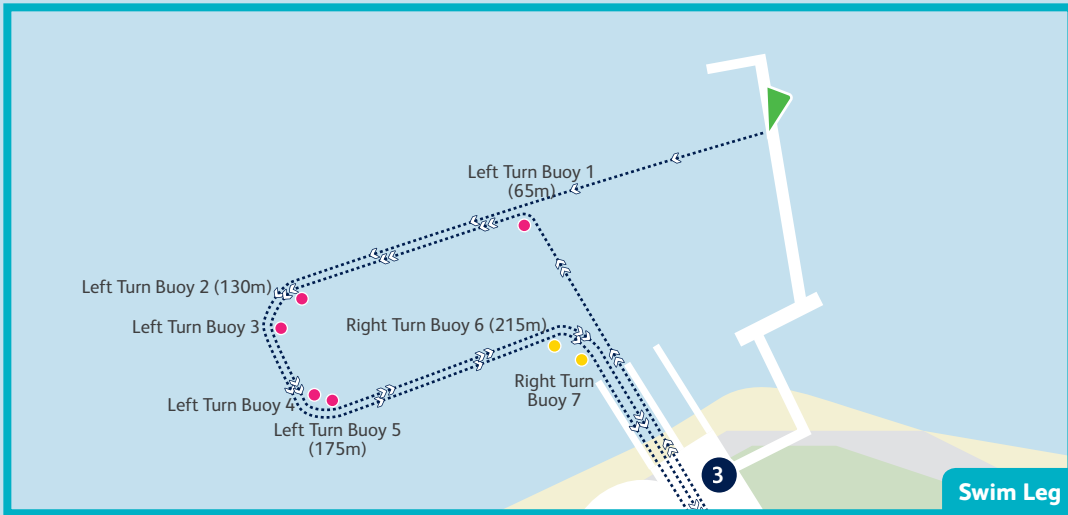 Left Turn Buoy 1
(65m)
Left Turn Buoy 2 (130m)
Left Turn Buoy 3
Right Turn Buoy 6 (215m)
Right Turn
Buoy 7
Left Turn Buoy 4
Left Turn Buoy 5
(175m)
3
Swim Leg